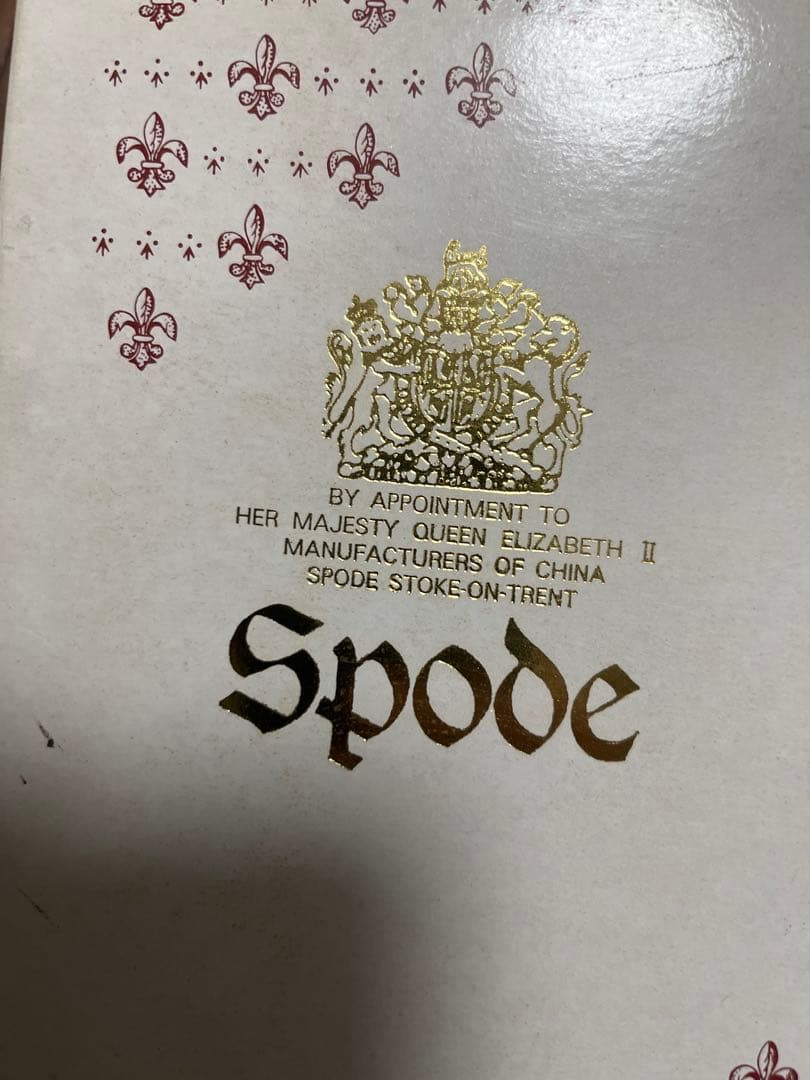 BY APPOINTMENT TO
HER MAJESTY QUEEN ELIZABETH II
MANUFACTURERS OF CHINA
SPODE STOKE-ON-TRENT
Spode